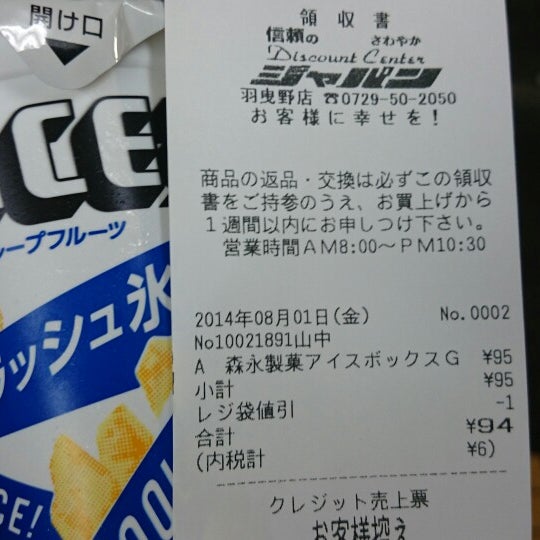 開け口
CE
ープフルーツ
ラッシュ氷
CE!
領収書
信頼の さわやか
Discount Center
ジャパン
羽曳野店 ☎0729-50-2050
お客様に幸せを!
商品の返品・交換は必ずこの領収
書をご持参のうえ、お買上げから
1週間以内にお申しつけ下さい。
営業時間AM8:00~PM10:30
2014年08月01日(金) No.0002
No10021891山中
A 森永製菓アイスボックスG ¥95
小計 ¥95
レジ袋値引 -1
合計 ¥94
(内税計 ¥6)
クレジット売上票
お客様控え